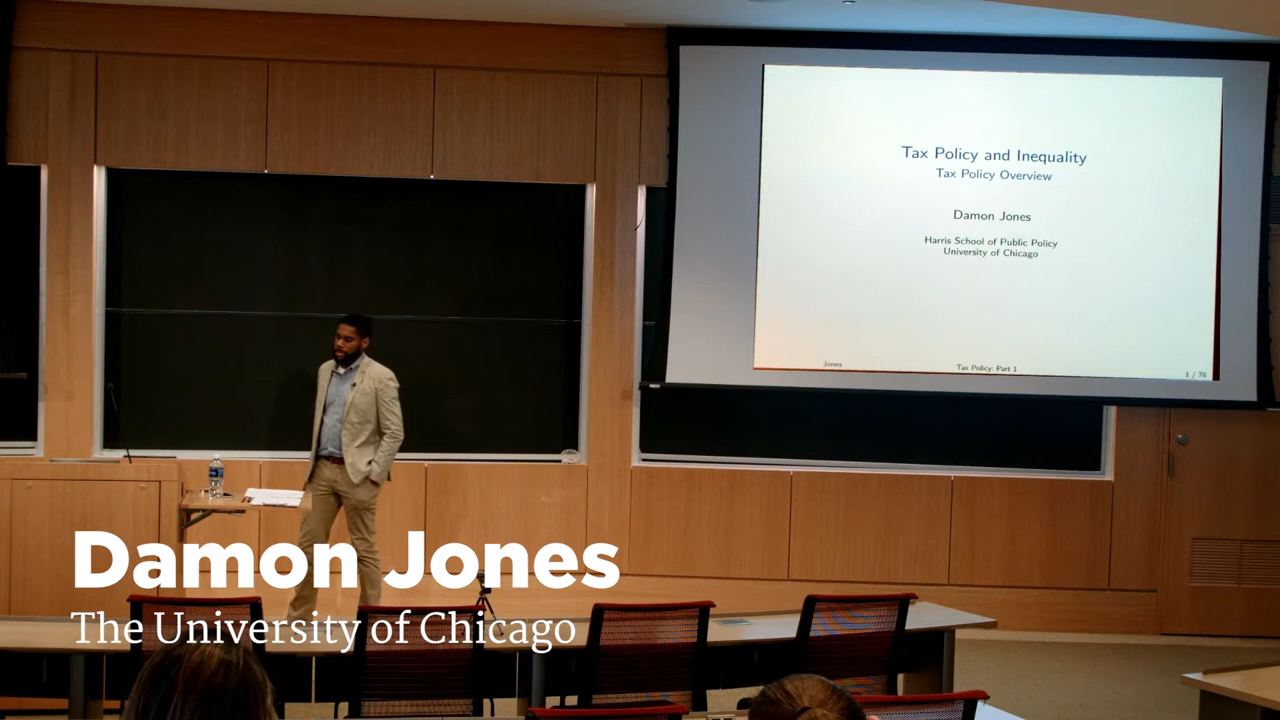 Tax Policy and Inequality
Tax Policy Overview
Damon Jones
Harris School of Public Policy
University of Chicago
Jones
Tax Policy: Part 1
1 / 78
Damon Jones
The University of Chicago